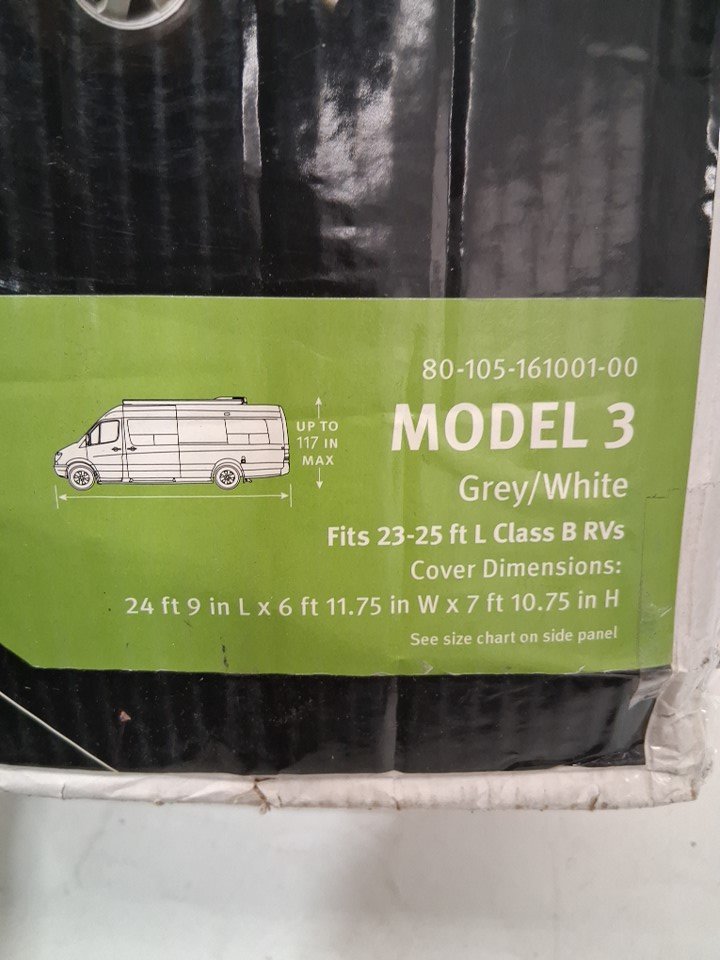 80-105-161001-00
UP TO
117 IN
MAX
MODEL 3
Grey/White
Fits 23-25 ft L Class B RVs
Cover Dimensions:
24 ft 9 in L x 6 ft 11.75 in W x 7 ft 10.75 in H
See size chart on side panel